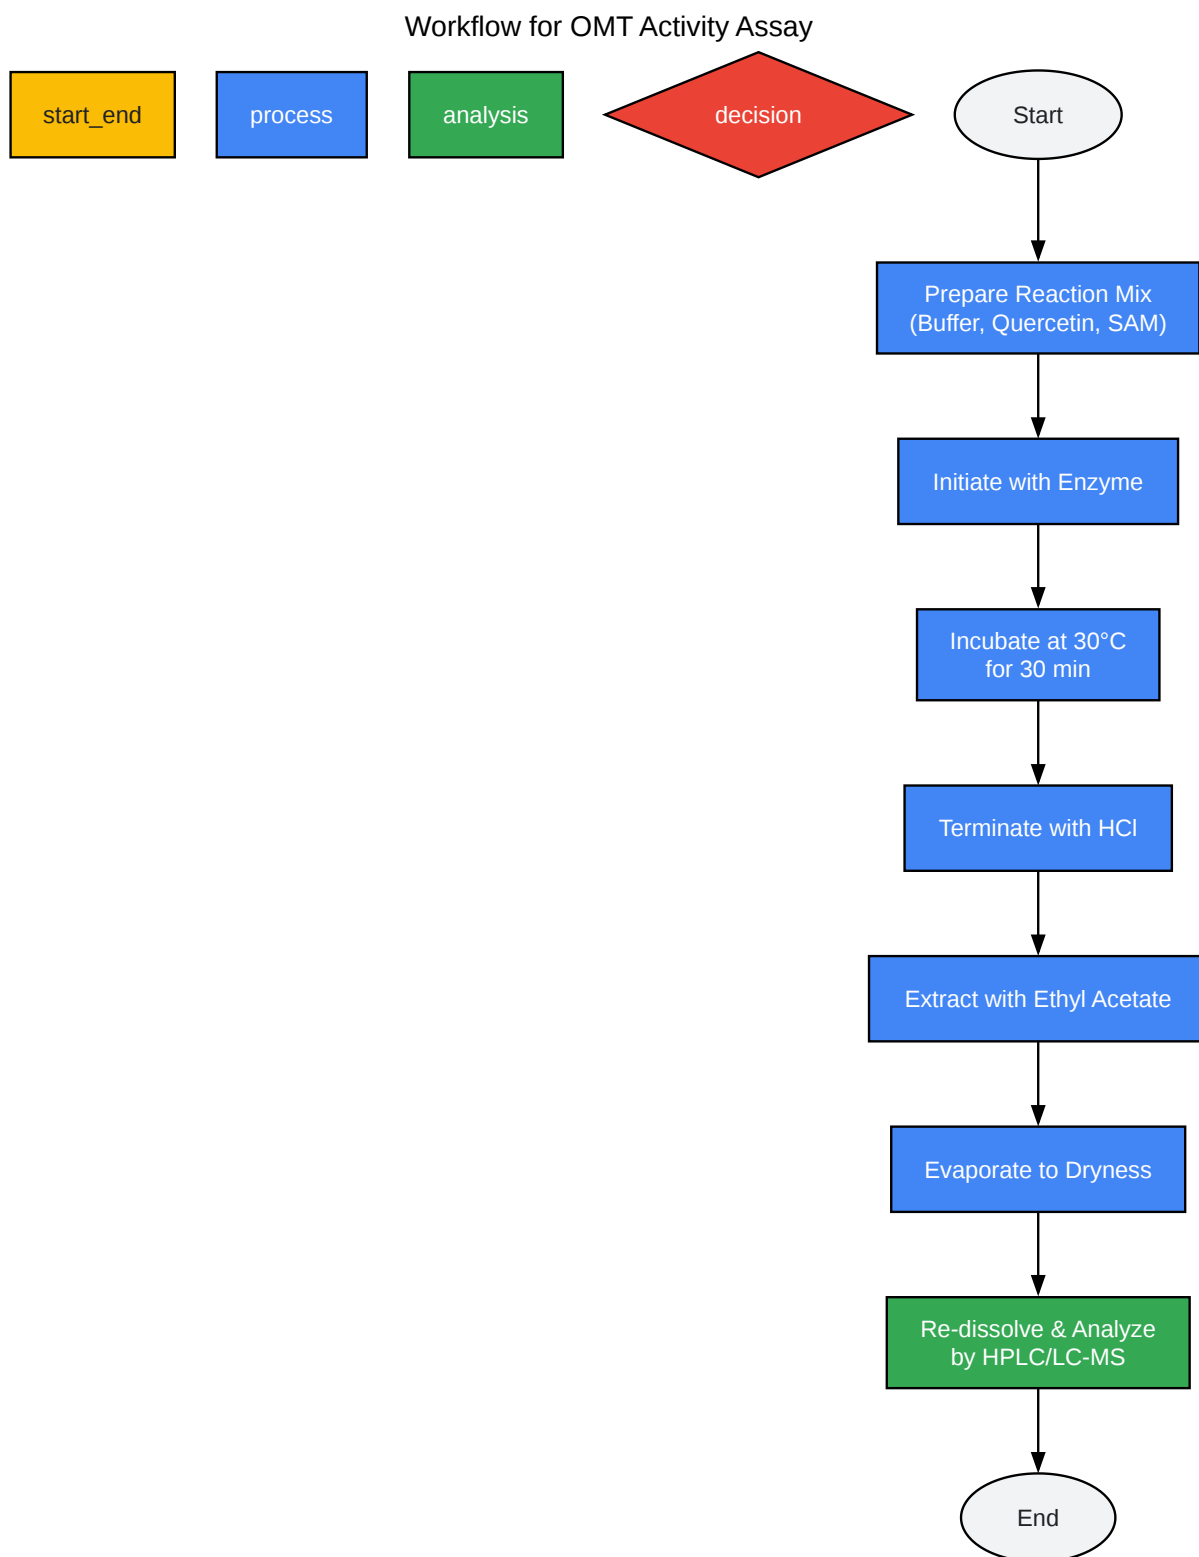 Workflow for OMT Activity Assay
start_end
process
analysis
decision
Start
Prepare Reaction Mix
(Buffer, Quercetin, SAM)
Initiate with Enzyme
Incubate at 30°C
for 30 min
Terminate with HCl
Extract with Ethyl Acetate
Evaporate to Dryness
Re-dissolve & Analyze
by HPLC/LC-MS
End